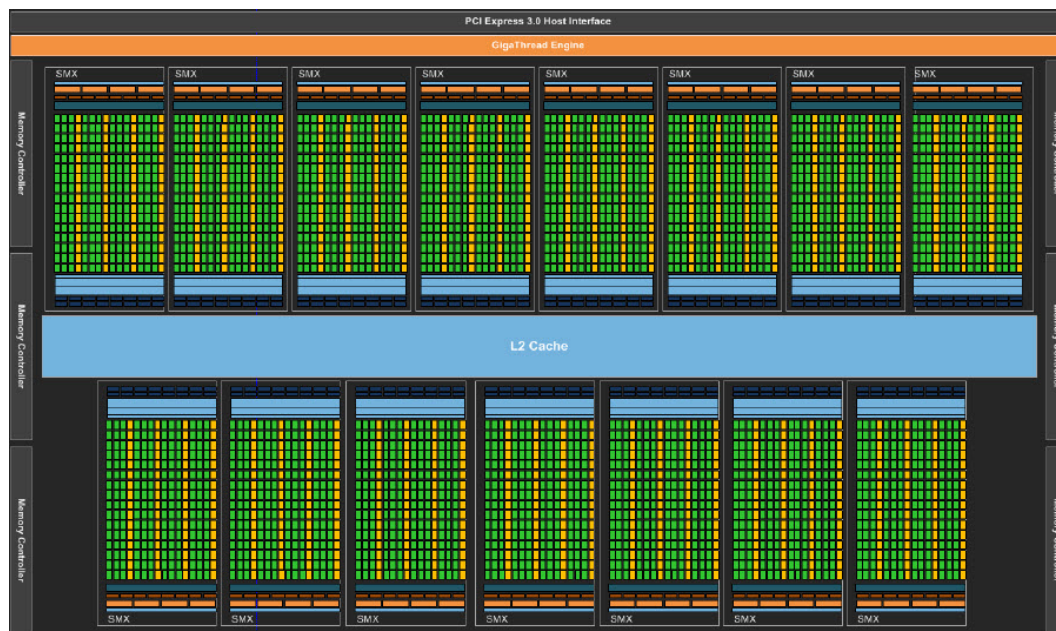 PCI Express 3.0 Host Interface
GigaThread Engine
SMX SMX SMX SMX SMX SMX SMX SMX
Memory Controller
Memory Controller
L2 Cache
Memory Controller
SMX SMX SMX SMX SMX SMX SMX